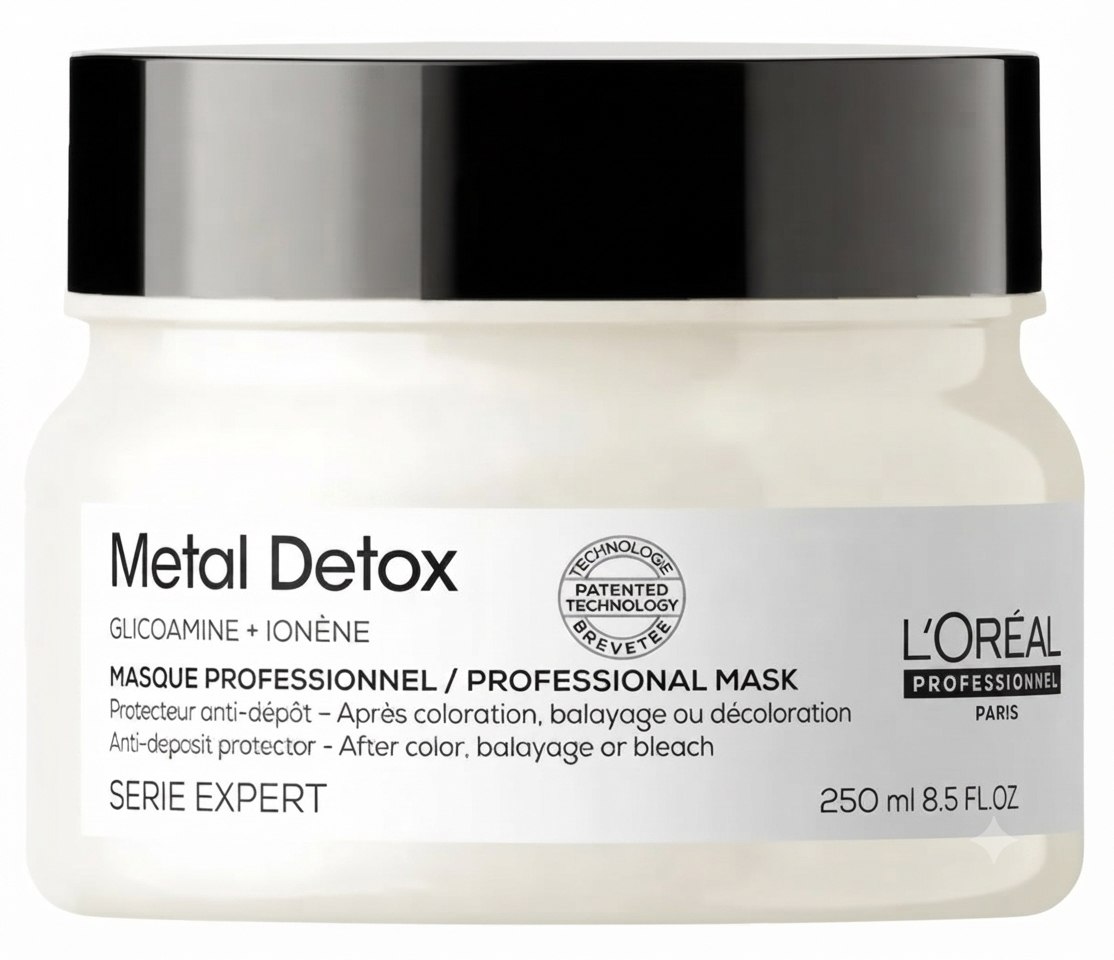 Metal Detox
GLICOAMINE + IONÈNE
TECHNOLOGIE
PATENTED
TECHNOLOGY
BREVETÉE
MASQUE PROFESSIONNEL / PROFESSIONAL MASK
Protecteur anti-dépôt – Après coloration, balayage ou décoloration
Anti-deposit protector - After color, balayage or bleach
SERIE EXPERT
L'ORÉAL
PROFESSIONNEL
PARIS
250 ml 8.5 FL.OZ